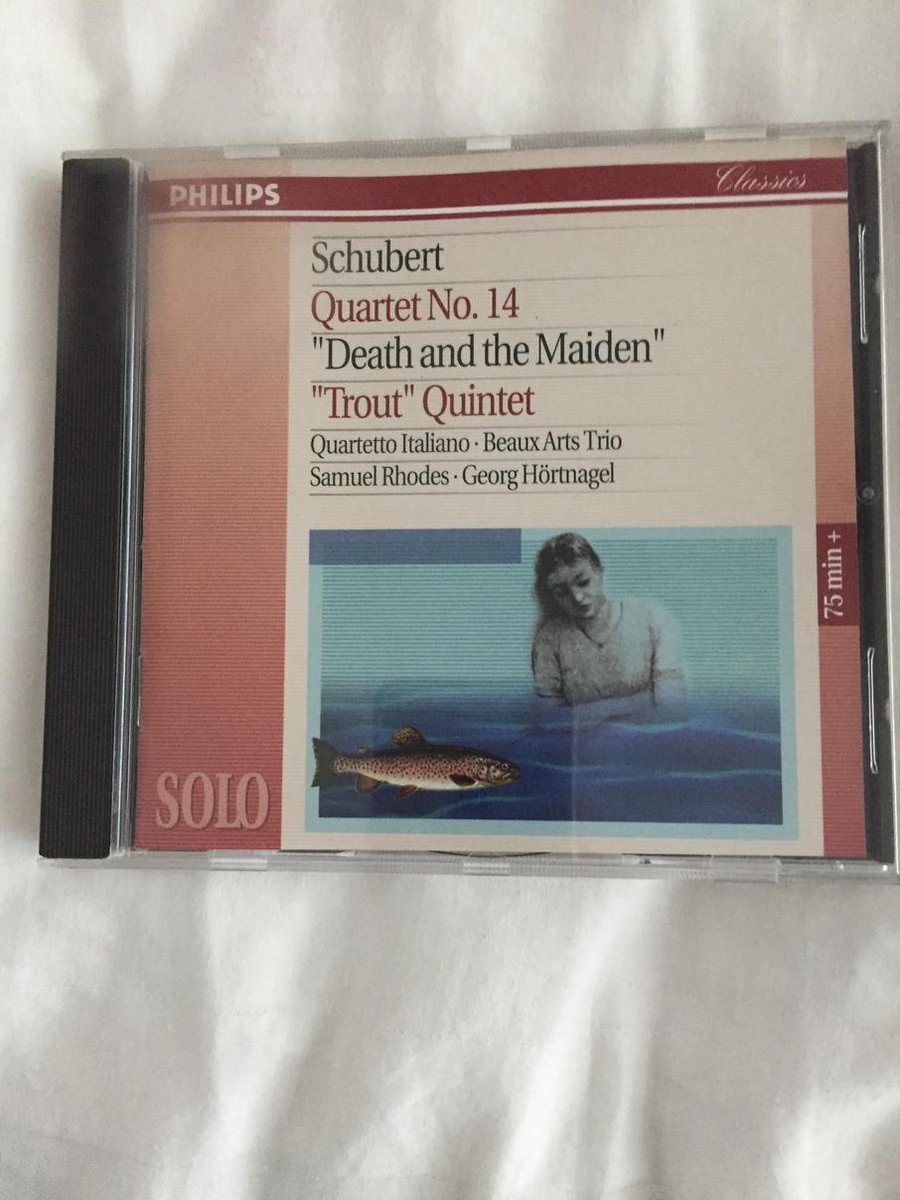 PHILIPS
Classics
Schubert
Quartet No. 14
"Death and the Maiden"
"Trout" Quintet
Quartetto Italiano · Beaux Arts Trio
Samuel Rhodes · Georg Hörtnagel
75 min +
SOLO